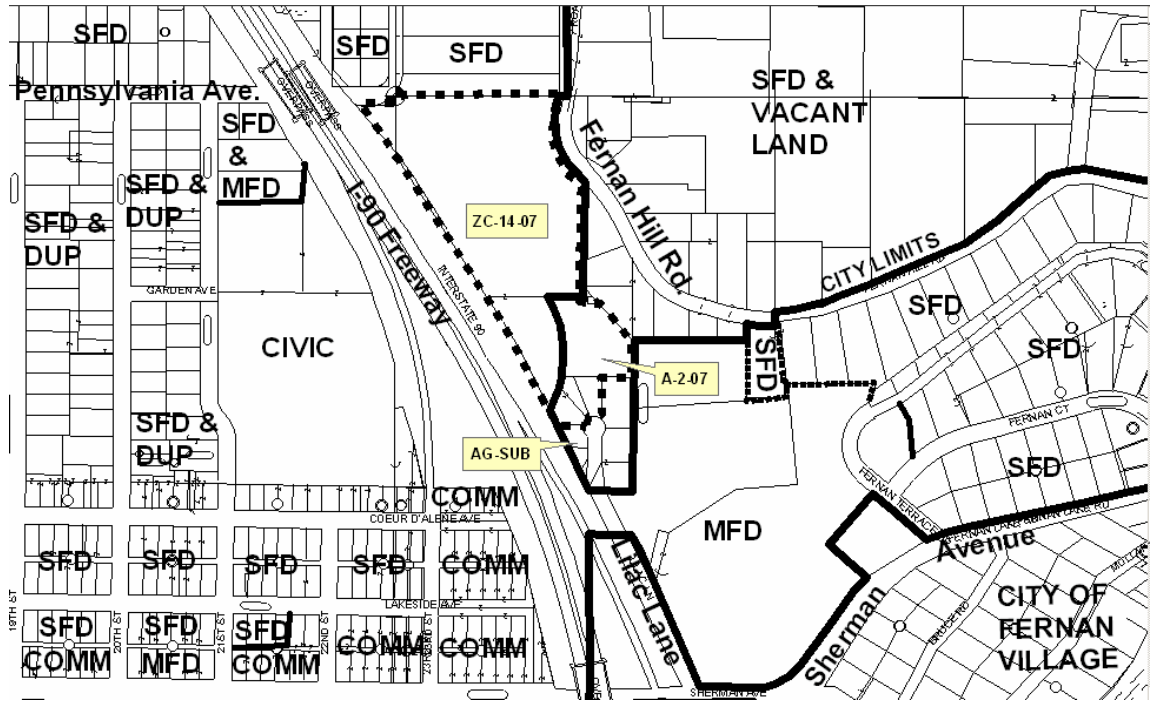 SFD
SFD
SFD
Pennsylvania Ave.
OVERPASS
OVERPASS
SFD &
VACANT
LAND
SFD
&
MFD
SFD &
DUP
SFD &
DUP
Fernan Hill Rd.
I-90 Freeway
ZC-14-07
INTERSTATE 90
CITY LIMITS
GARDEN AVE
SFD
CIVIC
SFD
SFD
A-2-07
SFD &
DUP
AG-SUB
FERNAN CT
SFD
COMM
COEUR D'ALENE AVE
FERNAN TERRACE
MFD
Avenue
SFD
SFD
SFD
SFD
COMM
Lilac Lane
LAKESIDE AVE
19TH ST
20TH ST
21ST ST
22ND ST
SFD
SFD
SFD
COMM
MFD
COMM
COMM
COMM
Sherman
SHERMAN AVE
CITY OF
FERNAN
VILLAGE